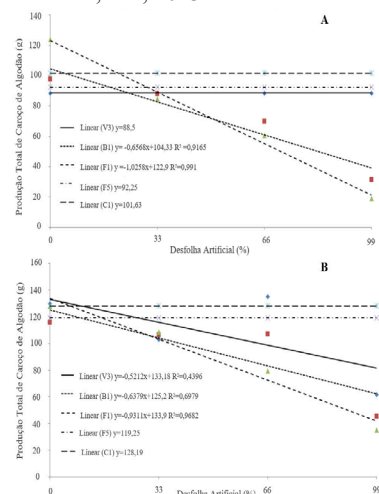 A
Produção Total de Caroço de Algodão (g)
140
120
100
80
60
40
20
0
Linear (V3) y=88,5
Linear (B1) y= -0,6568x+104,33 R²=0,9165
Linear (F1) y=-1,0258x+122,9 R²=0,991
Linear (F5) y=92,25
Linear (C1) y=101,63
0
33
66
99
Desfolha Artificial (%)
B
Produção Total de Caroço de Algodão (g)
160
140
120
100
80
60
40
20
0
Linear (V3) y=-0,5212x+133,18 R²=0,4396
Linear (B1) y=-0,6379x+125,2 R²=0,6979
Linear (F1) y=-0,9311x+133,9 R²=0,9682
Linear (F5) y=119,25
Linear (C1) y=128,19
0
33
66
99
Desfolha Artificial (%)